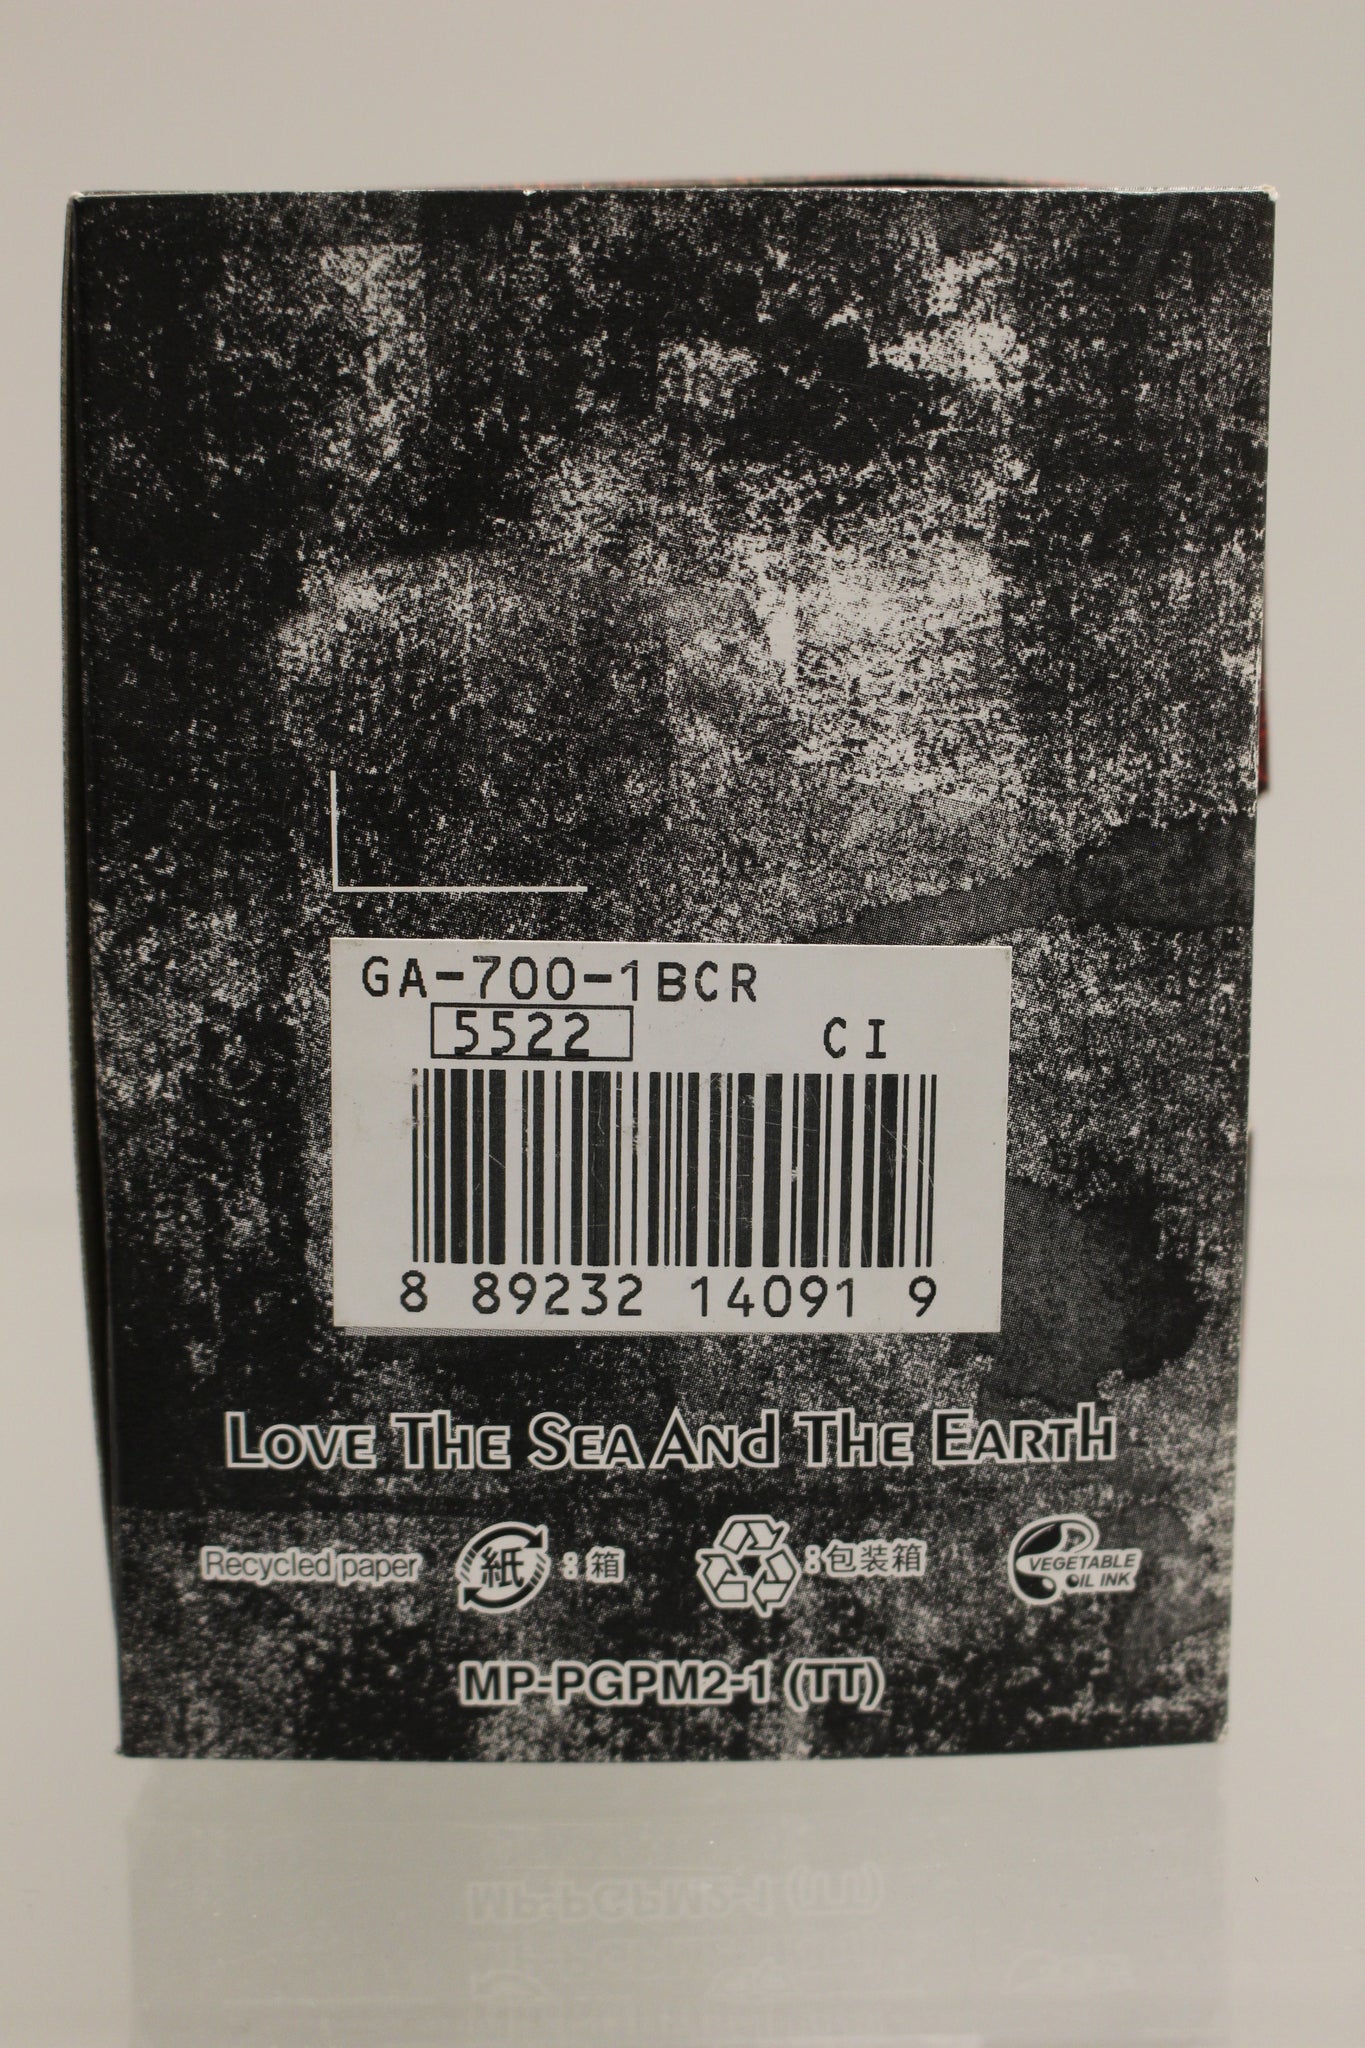 GA-700-1BCR
5522 CI
8 89232 14091 9
LOVE THE SEA AND THE EARTH
Recycled paper 紙 : 箱 : 包装箱 VEGETABLE OIL INK
MP-PGPM2-1 (TT)